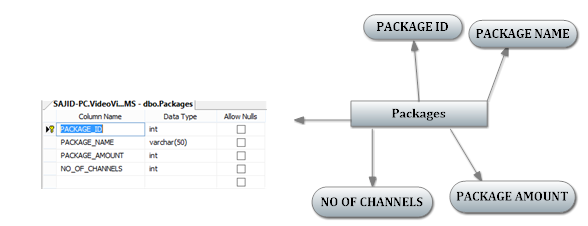 PACKAGE ID
PACKAGE NAME
SAJID-PC.VideoVi...MS - dbo.Packages
Column Name Data Type Allow Nulls
PACKAGE_ID int
PACKAGE_NAME varchar(50)
PACKAGE_AMOUNT int
NO_OF_CHANNELS int
Packages
NO OF CHANNELS
PACKAGE AMOUNT